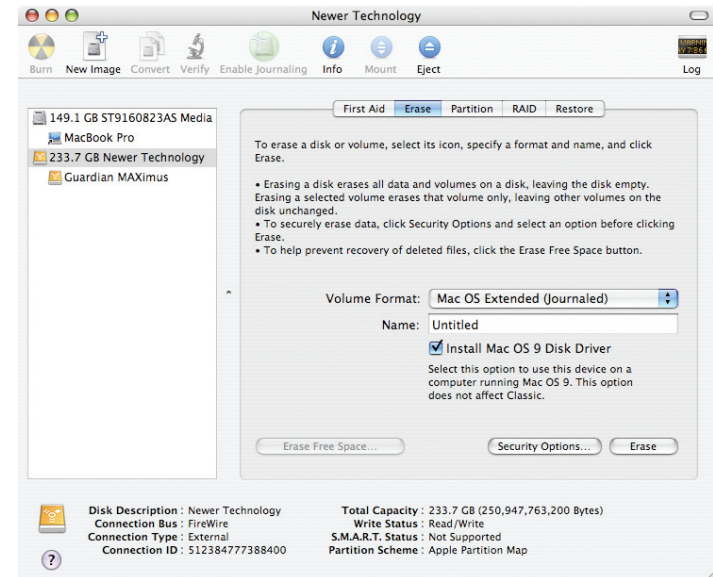 Newer Technology
Burn New Image Convert Verify Enable Journaling Info Mount Eject Log
149.1 GB ST9160823AS Media
MacBook Pro
233.7 GB Newer Technology
Guardian MAXimus
First Aid Erase Partition RAID Restore
To erase a disk or volume, select its icon, specify a format and name, and click
Erase.
• Erasing a disk erases all data and volumes on a disk, leaving the disk empty.
Erasing a selected volume erases that volume only, leaving other volumes on the
disk unchanged.
• To securely erase data, click Security Options and select an option before clicking
Erase.
• To help prevent recovery of deleted files, click the Erase Free Space button.
Volume Format: Mac OS Extended (Journaled)
Name: Untitled
Install Mac OS 9 Disk Driver
Select this option to use this device on a
computer running Mac OS 9. This option
does not affect Classic.
Erase Free Space... Security Options... Erase
Disk Description : Newer Technology Total Capacity : 233.7 GB (250,947,763,200 Bytes)
Connection Bus : FireWire Write Status : Read/Write
Connection Type : External S.M.A.R.T. Status : Not Supported
Connection ID : 512384777388400 Partition Scheme : Apple Partition Map
?